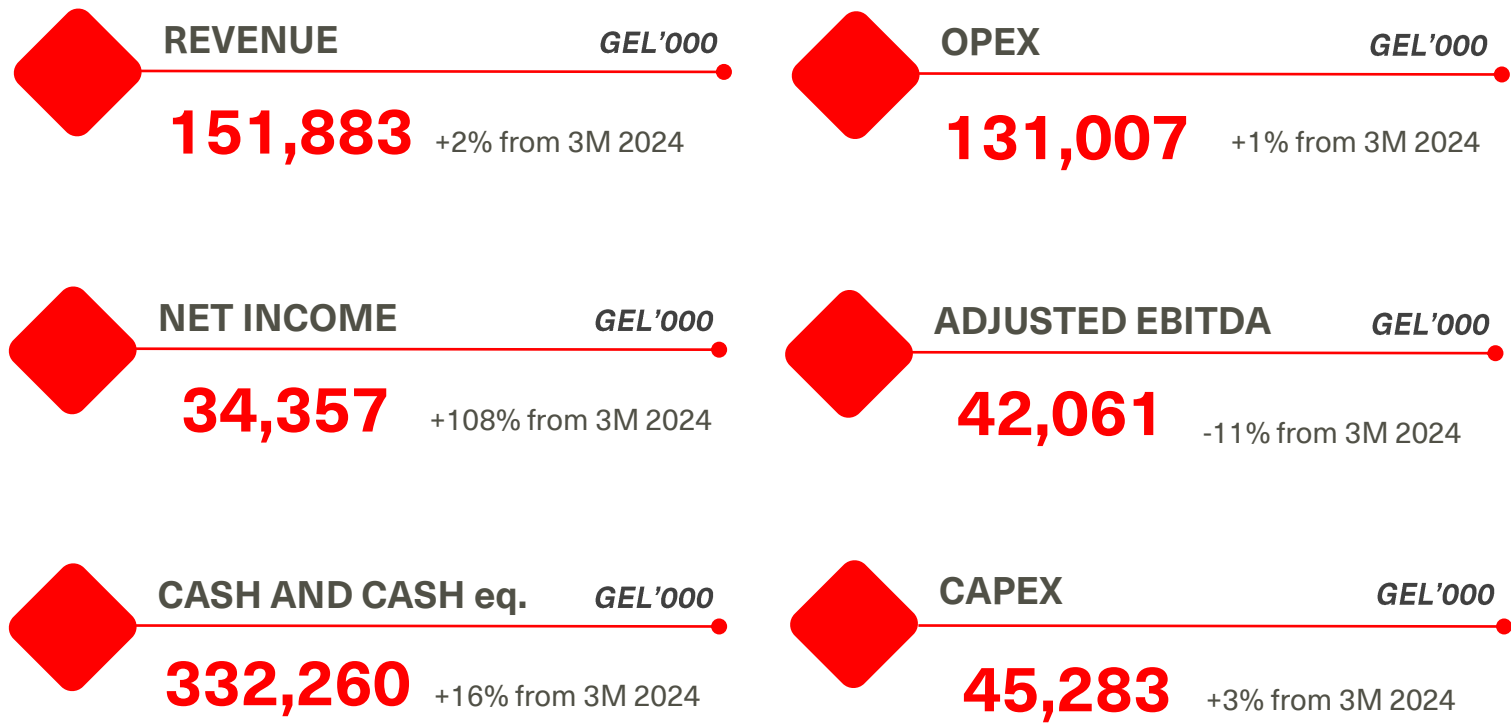 REVENUE GEL’000
151,883 +2% from 3M 2024
OPEX GEL’000
131,007 +1% from 3M 2024
NET INCOME GEL’000
34,357 +108% from 3M 2024
ADJUSTED EBITDA GEL’000
42,061 -11% from 3M 2024
CASH AND CASH eq. GEL’000
332,260 +16% from 3M 2024
CAPEX GEL’000
45,283 +3% from 3M 2024